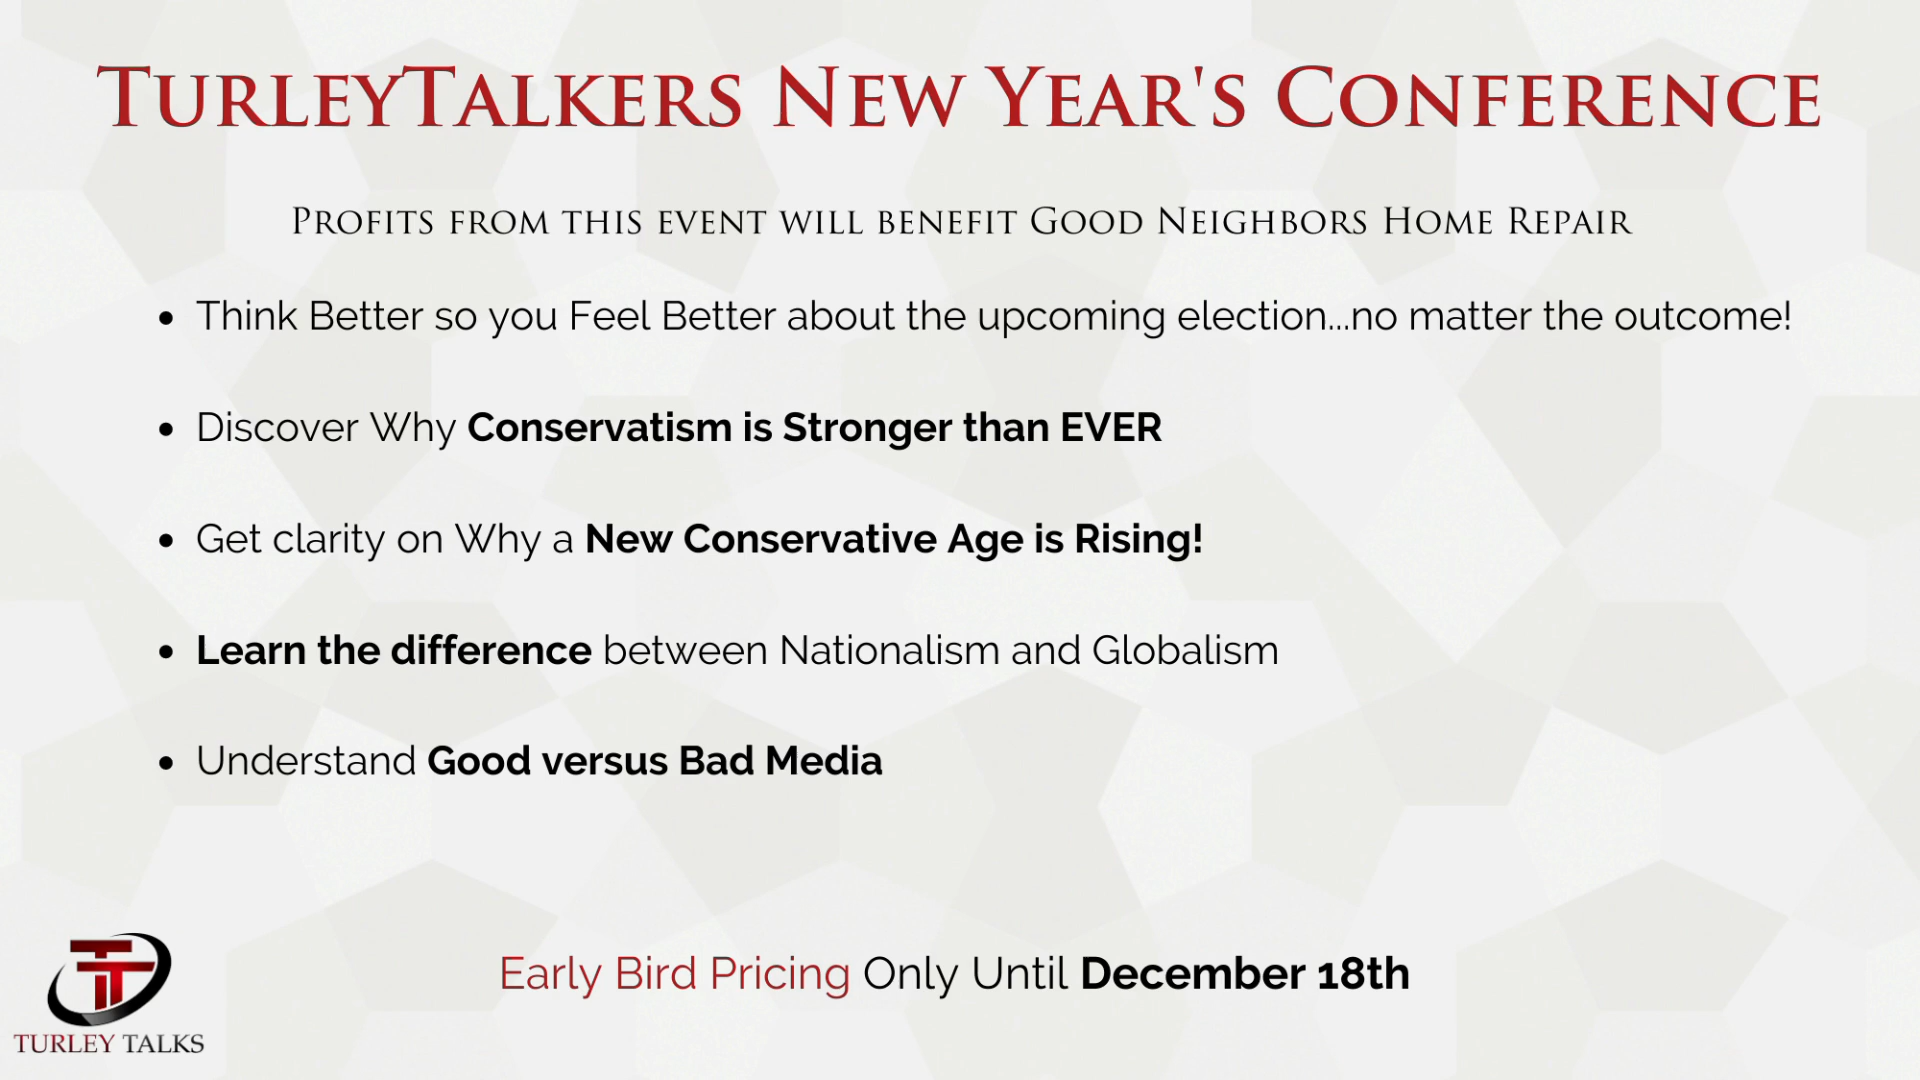 TurleyTalkers New Year's Conference
Profits from this event will benefit Good Neighbors Home Repair
• Think Better so you Feel Better about the upcoming election...no matter the outcome!
• Discover Why Conservatism is Stronger than EVER
• Get clarity on Why a New Conservative Age is Rising!
• Learn the difference between Nationalism and Globalism
• Understand Good versus Bad Media
Early Bird Pricing Only Until December 18th
TT
TURLEY TALKS